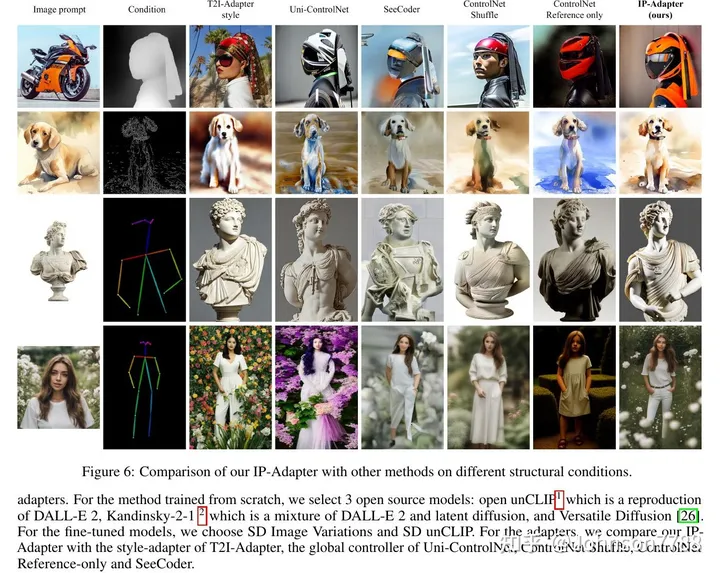 Image prompt
Condition
T2I-Adapter
style
Uni-ControlNet
SeeCoder
ControlNet
Shuffle
ControlNet
Reference only
IP-Adapter
(ours)
Figure 6: Comparison of our IP-Adapter with other methods on different structural conditions.
adapters. For the method trained from scratch, we select 3 open source models: open unCLIP1 which is a reproduction
of DALL-E 2, Kandinsky-2-1 2 which is a mixture of DALL-E 2 and latent diffusion, and Versatile Diffusion [26].
For the fine-tuned models, we choose SD Image Variations and SD unCLIP. For the adapters, we compare our IP-
Adapter with the style-adapter of T2I-Adapter, the global controller of Uni-ControlNet, ControlNet Shuffle, ControlNet
Reference-only and SeeCoder.
知乎 @Johnson7788